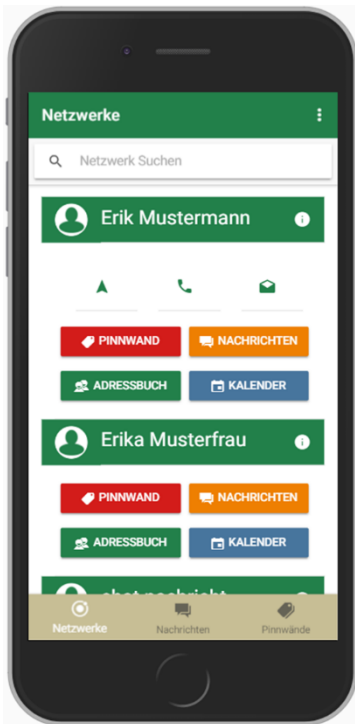 Netzwerke
Netzwerk Suchen
Erik Mustermann
PINNWAND NACHRICHTEN
ADRESSBUCH KALENDER
Erika Musterfrau
PINNWAND NACHRICHTEN
ADRESSBUCH KALENDER
Netzwerke Nachrichten Pinnwände